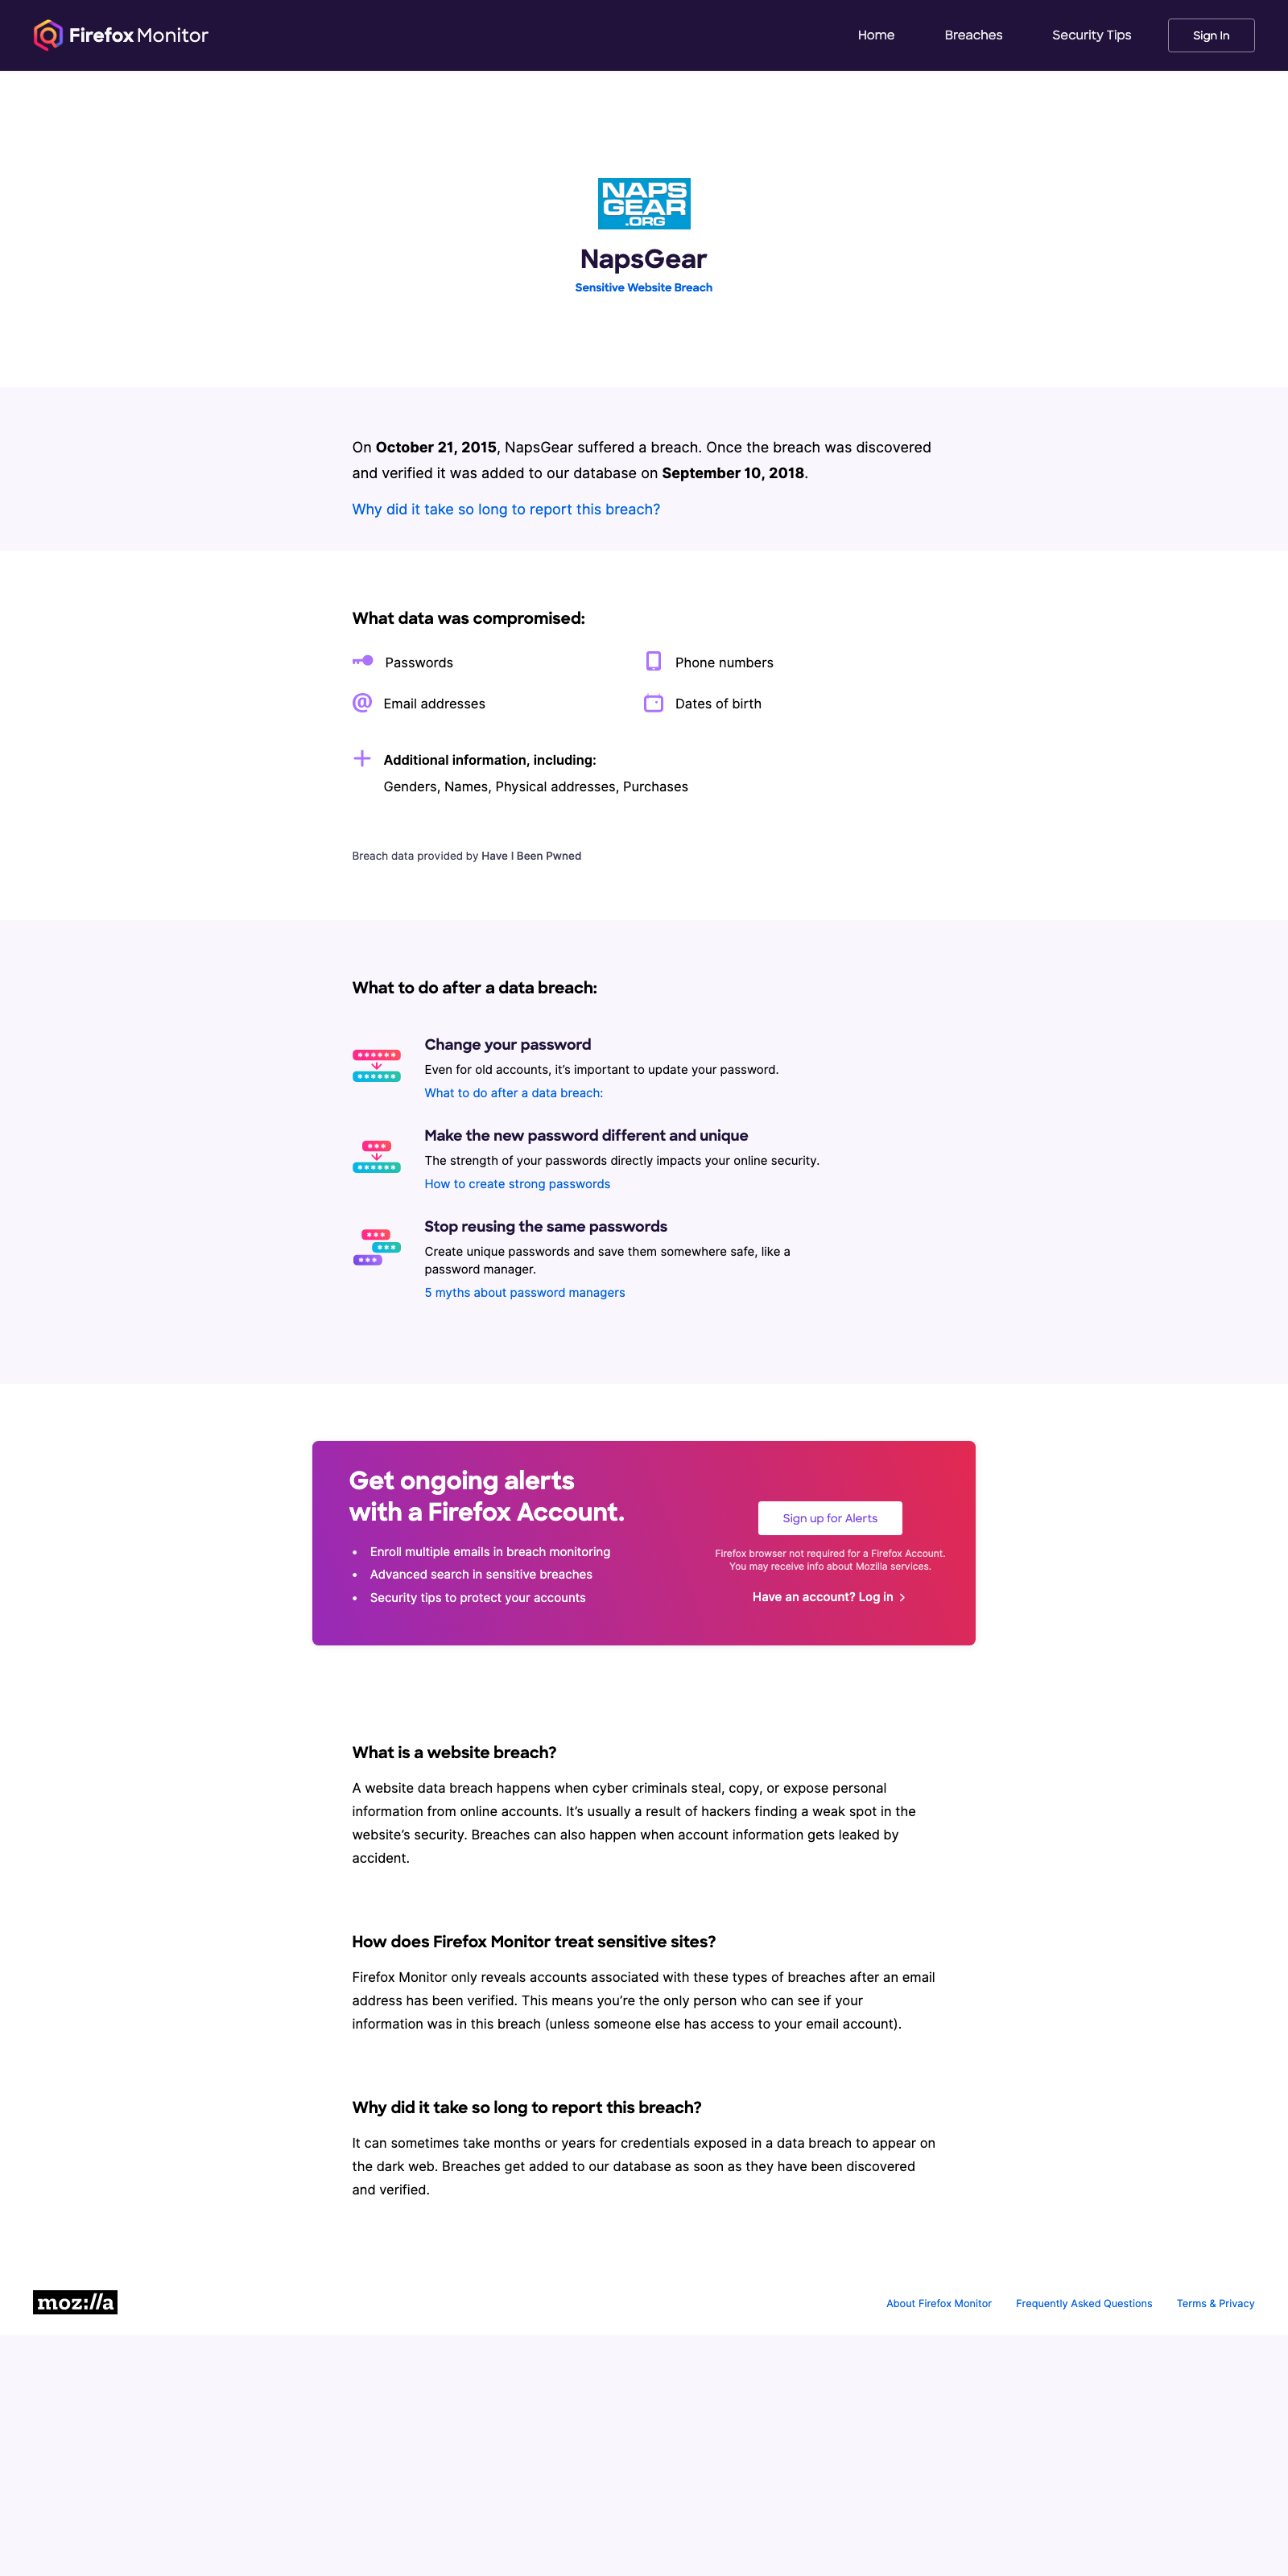 Firefox Monitor
Home
Breaches
Security Tips
Sign In
NAPS
GEAR
.ORG
NapsGear
Sensitive Website Breach
On October 21, 2015, NapsGear suffered a breach. Once the breach was discovered
and verified it was added to our database on September 10, 2018.
Why did it take so long to report this breach?
What data was compromised:
Passwords
Phone numbers
Email addresses
Dates of birth
Additional information, including:
Genders, Names, Physical addresses, Purchases
Breach data provided by Have I Been Pwned
What to do after a data breach:
Change your password
Even for old accounts, it’s important to update your password.
What to do after a data breach:
Make the new password different and unique
The strength of your passwords directly impacts your online security.
How to create strong passwords
Stop reusing the same passwords
Create unique passwords and save them somewhere safe, like a
password manager.
5 myths about password managers
Get ongoing alerts
with a Firefox Account.
• Enroll multiple emails in breach monitoring
• Advanced search in sensitive breaches
• Security tips to protect your accounts
Sign up for Alerts
Firefox browser not required for a Firefox Account.
You may receive info about Mozilla services.
Have an account? Log in
What is a website breach?
A website data breach happens when cyber criminals steal, copy, or expose personal
information from online accounts. It’s usually a result of hackers finding a weak spot in the
website’s security. Breaches can also happen when account information gets leaked by
accident.
How does Firefox Monitor treat sensitive sites?
Firefox Monitor only reveals accounts associated with these types of breaches after an email
address has been verified. This means you’re the only person who can see if your
information was in this breach (unless someone else has access to your email account).
Why did it take so long to report this breach?
It can sometimes take months or years for credentials exposed in a data breach to appear on
the dark web. Breaches get added to our database as soon as they have been discovered
and verified.
moz://a
About Firefox Monitor
Frequently Asked Questions
Terms & Privacy